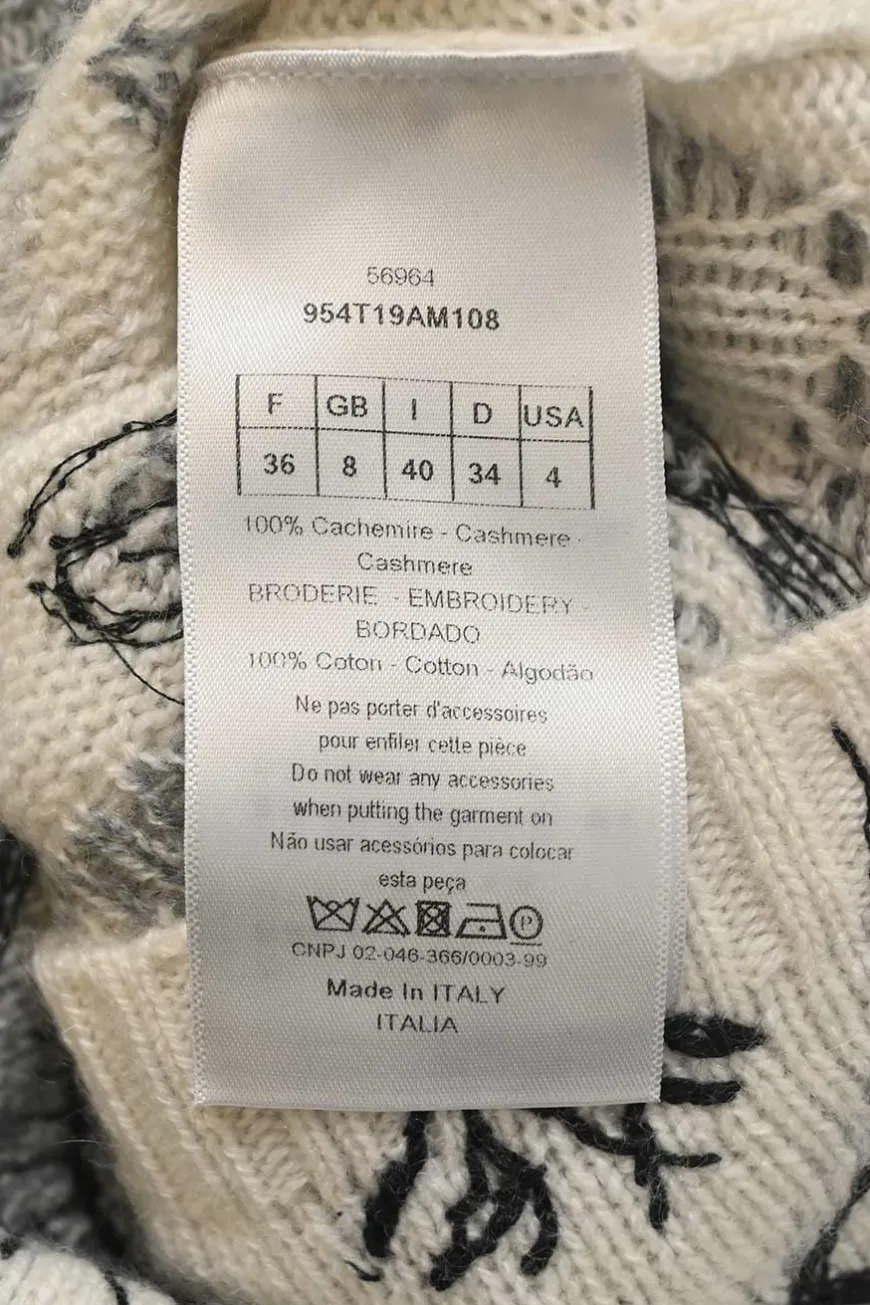 56964
954T19AM108
F GB I D USA
36 8 40 34 4
100% Cachemire - Cashmere -
Cashmere
BRODERIE - EMBROIDERY -
BORDADO
100% Coton - Cotton - Algodão
Ne pas porter d'accessoires
pour enfiler cette pièce
Do not wear any accessories
when putting the garment on
Não usar acessórios para colocar
esta peça
P
CNPJ 02-046-366/0003-99
Made In ITALY
ITALIA